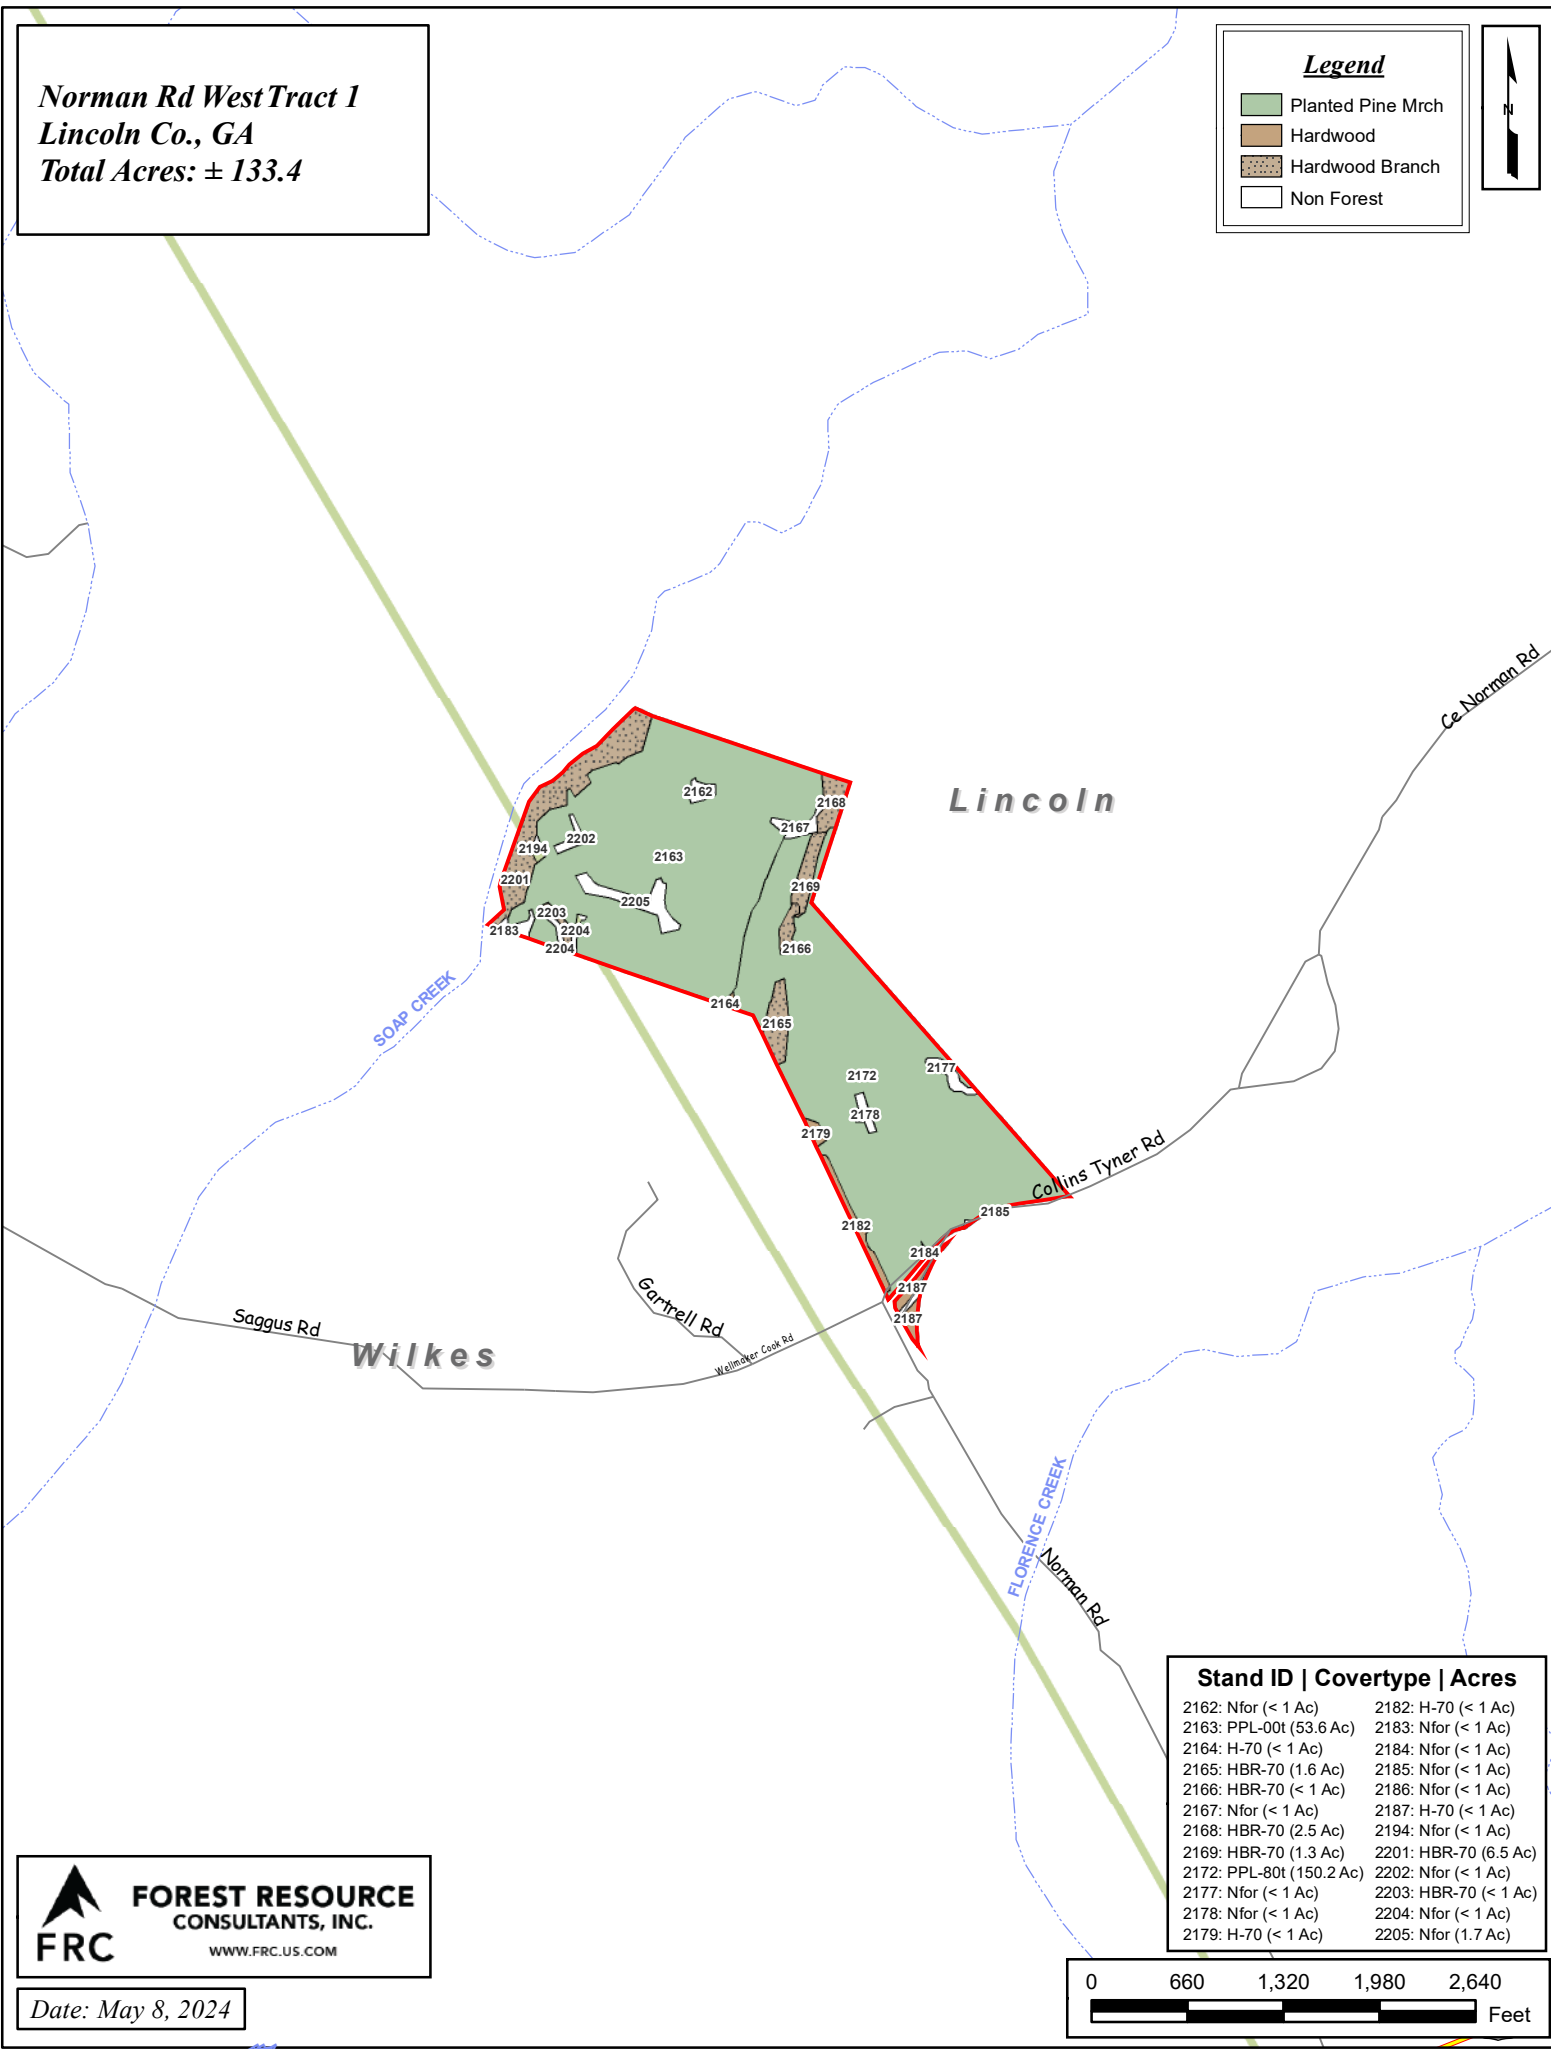 Norman Rd West Tract 1
Lincoln Co., GA
Total Acres: ± 133.4
Legend
Planted Pine Mrch
Hardwood
Hardwood Branch
Non Forest
N
Ce Norman Rd
Lincoln
2162
2168
2167
2202
2194
2163
2201
2169
2205
2203
2183
2204
2204
2166
2164
2165
SOAP CREEK
2172
2177
2178
2179
Collins Tyner Rd
2185
2182
2184
2187
2187
Gartrell Rd
Saggus Rd
Wilkes
Wellmaker Cook Rd
FLORENCE CREEK
Norman Rd
Stand ID | Covertype | Acres
2162: Nfor (< 1 Ac) 2182: H-70 (< 1 Ac)
2163: PPL-00t (53.6 Ac) 2183: Nfor (< 1 Ac)
2164: H-70 (< 1 Ac) 2184: Nfor (< 1 Ac)
2165: HBR-70 (1.6 Ac) 2185: Nfor (< 1 Ac)
2166: HBR-70 (< 1 Ac) 2186: Nfor (< 1 Ac)
2167: Nfor (< 1 Ac) 2187: H-70 (< 1 Ac)
2168: HBR-70 (2.5 Ac) 2194: Nfor (< 1 Ac)
2169: HBR-70 (1.3 Ac) 2201: HBR-70 (6.5 Ac)
2172: PPL-80t (150.2 Ac) 2202: Nfor (< 1 Ac)
2177: Nfor (< 1 Ac) 2203: HBR-70 (< 1 Ac)
2178: Nfor (< 1 Ac) 2204: Nfor (< 1 Ac)
2179: H-70 (< 1 Ac) 2205: Nfor (1.7 Ac)
FRC
FOREST RESOURCE
CONSULTANTS, INC.
WWW.FRC.US.COM
Date: May 8, 2024
0 660 1,320 1,980 2,640
Feet